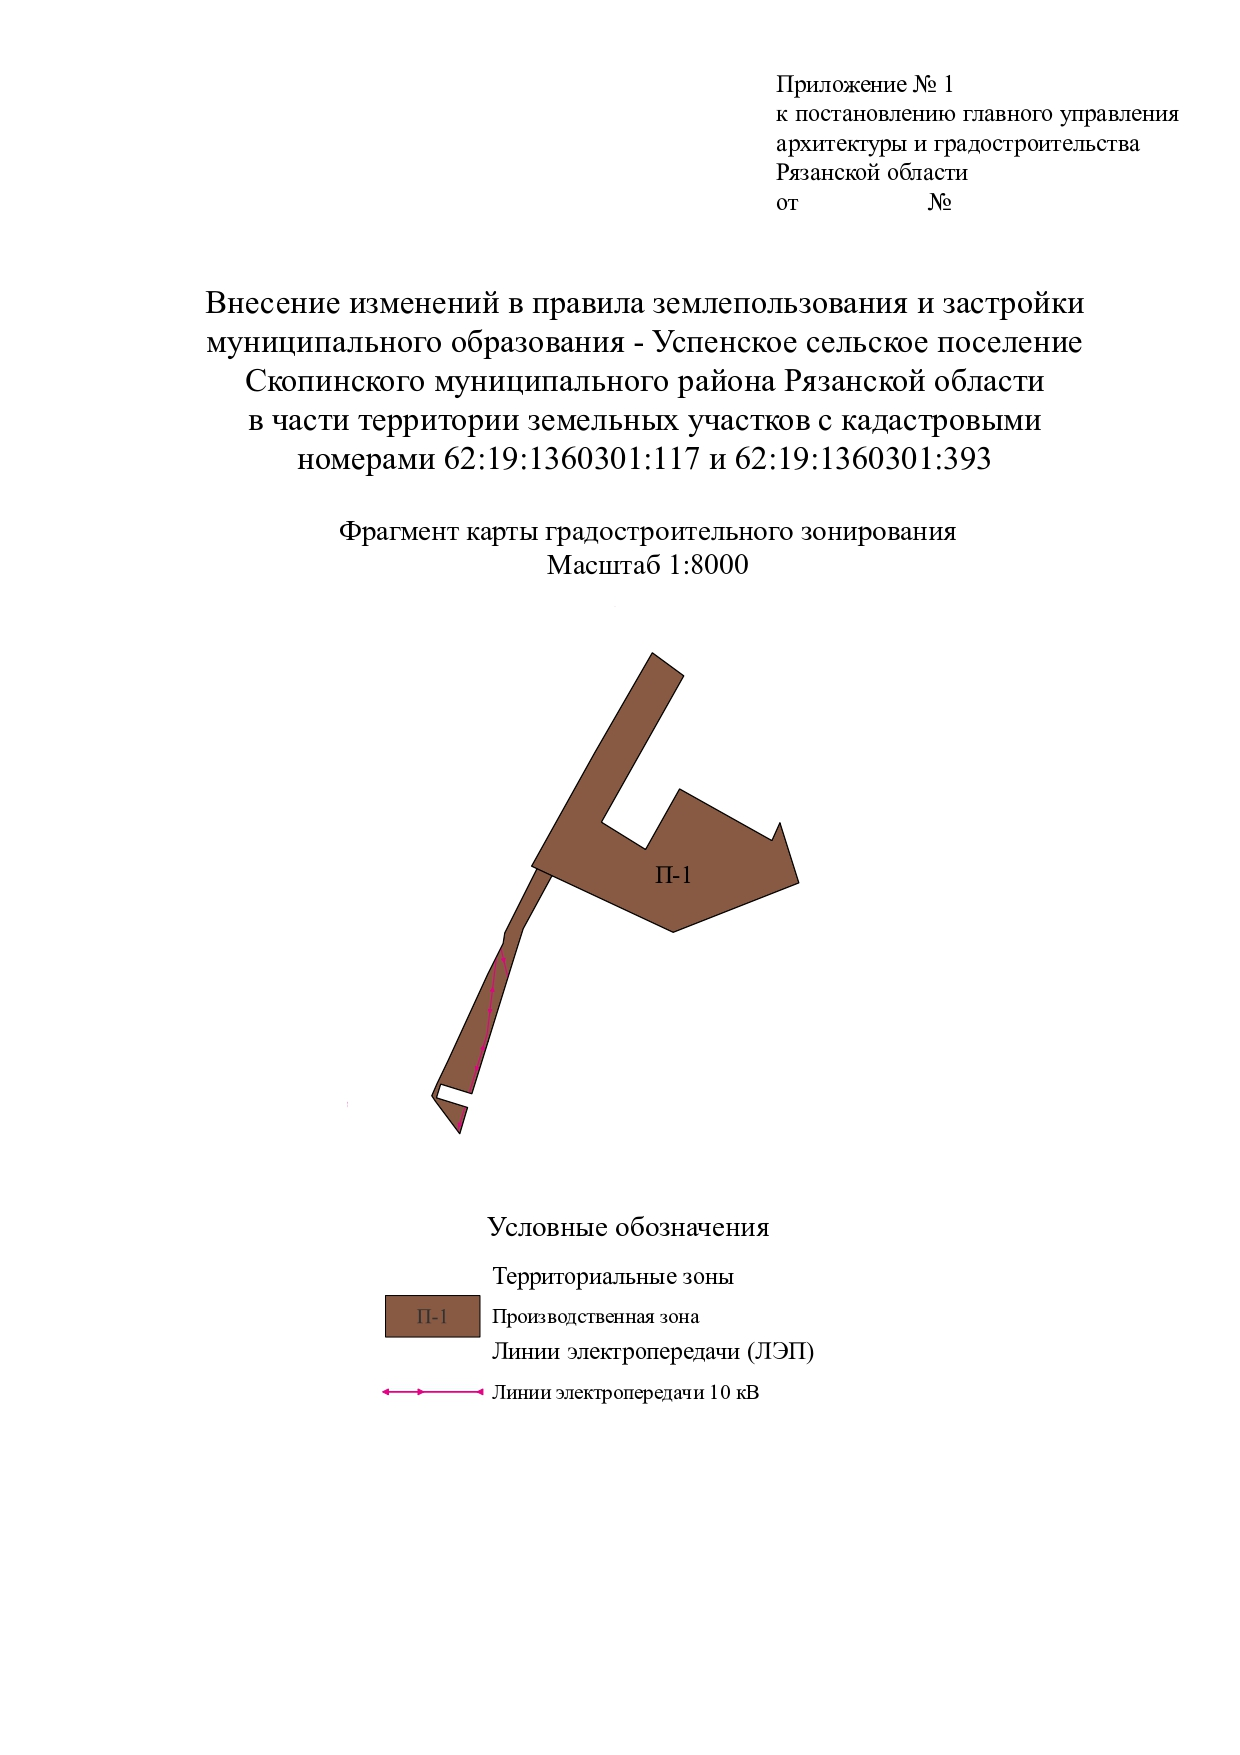 Приложение № 1
к постановлению главного управления
архитектуры и градостроительства
Рязанской области
от №
Внесение изменений в правила землепользования и застройки
муниципального образования - Успенское сельское поселение
Скопинского муниципального района Рязанской области
в части территории земельных участков с кадастровыми
номерами 62:19:1360301:117 и 62:19:1360301:393
Фрагмент карты градостроительного зонирования
Масштаб 1:8000
П-1
Условные обозначения
Территориальные зоны
П-1 Производственная зона
Линии электропередачи (ЛЭП)
Линии электропередачи 10 кВ